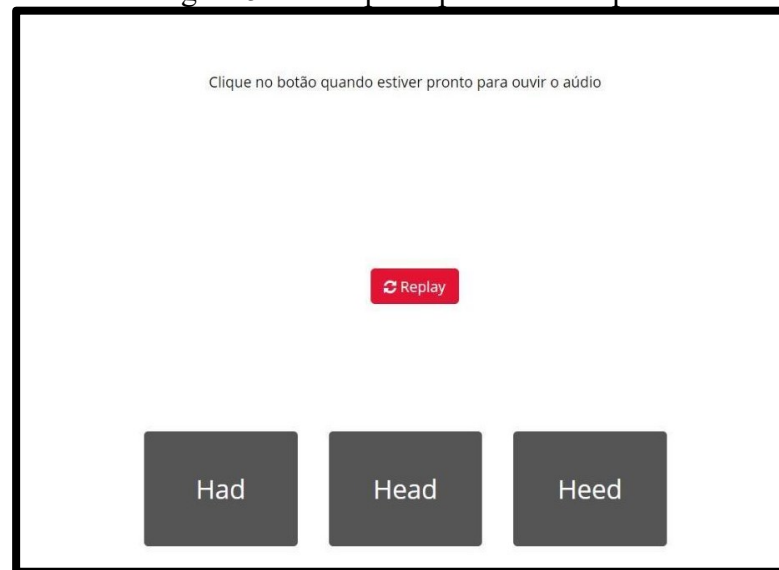 Clique no botão quando estiver pronto para ouvir o aúdio
Replay
Had Head Heed